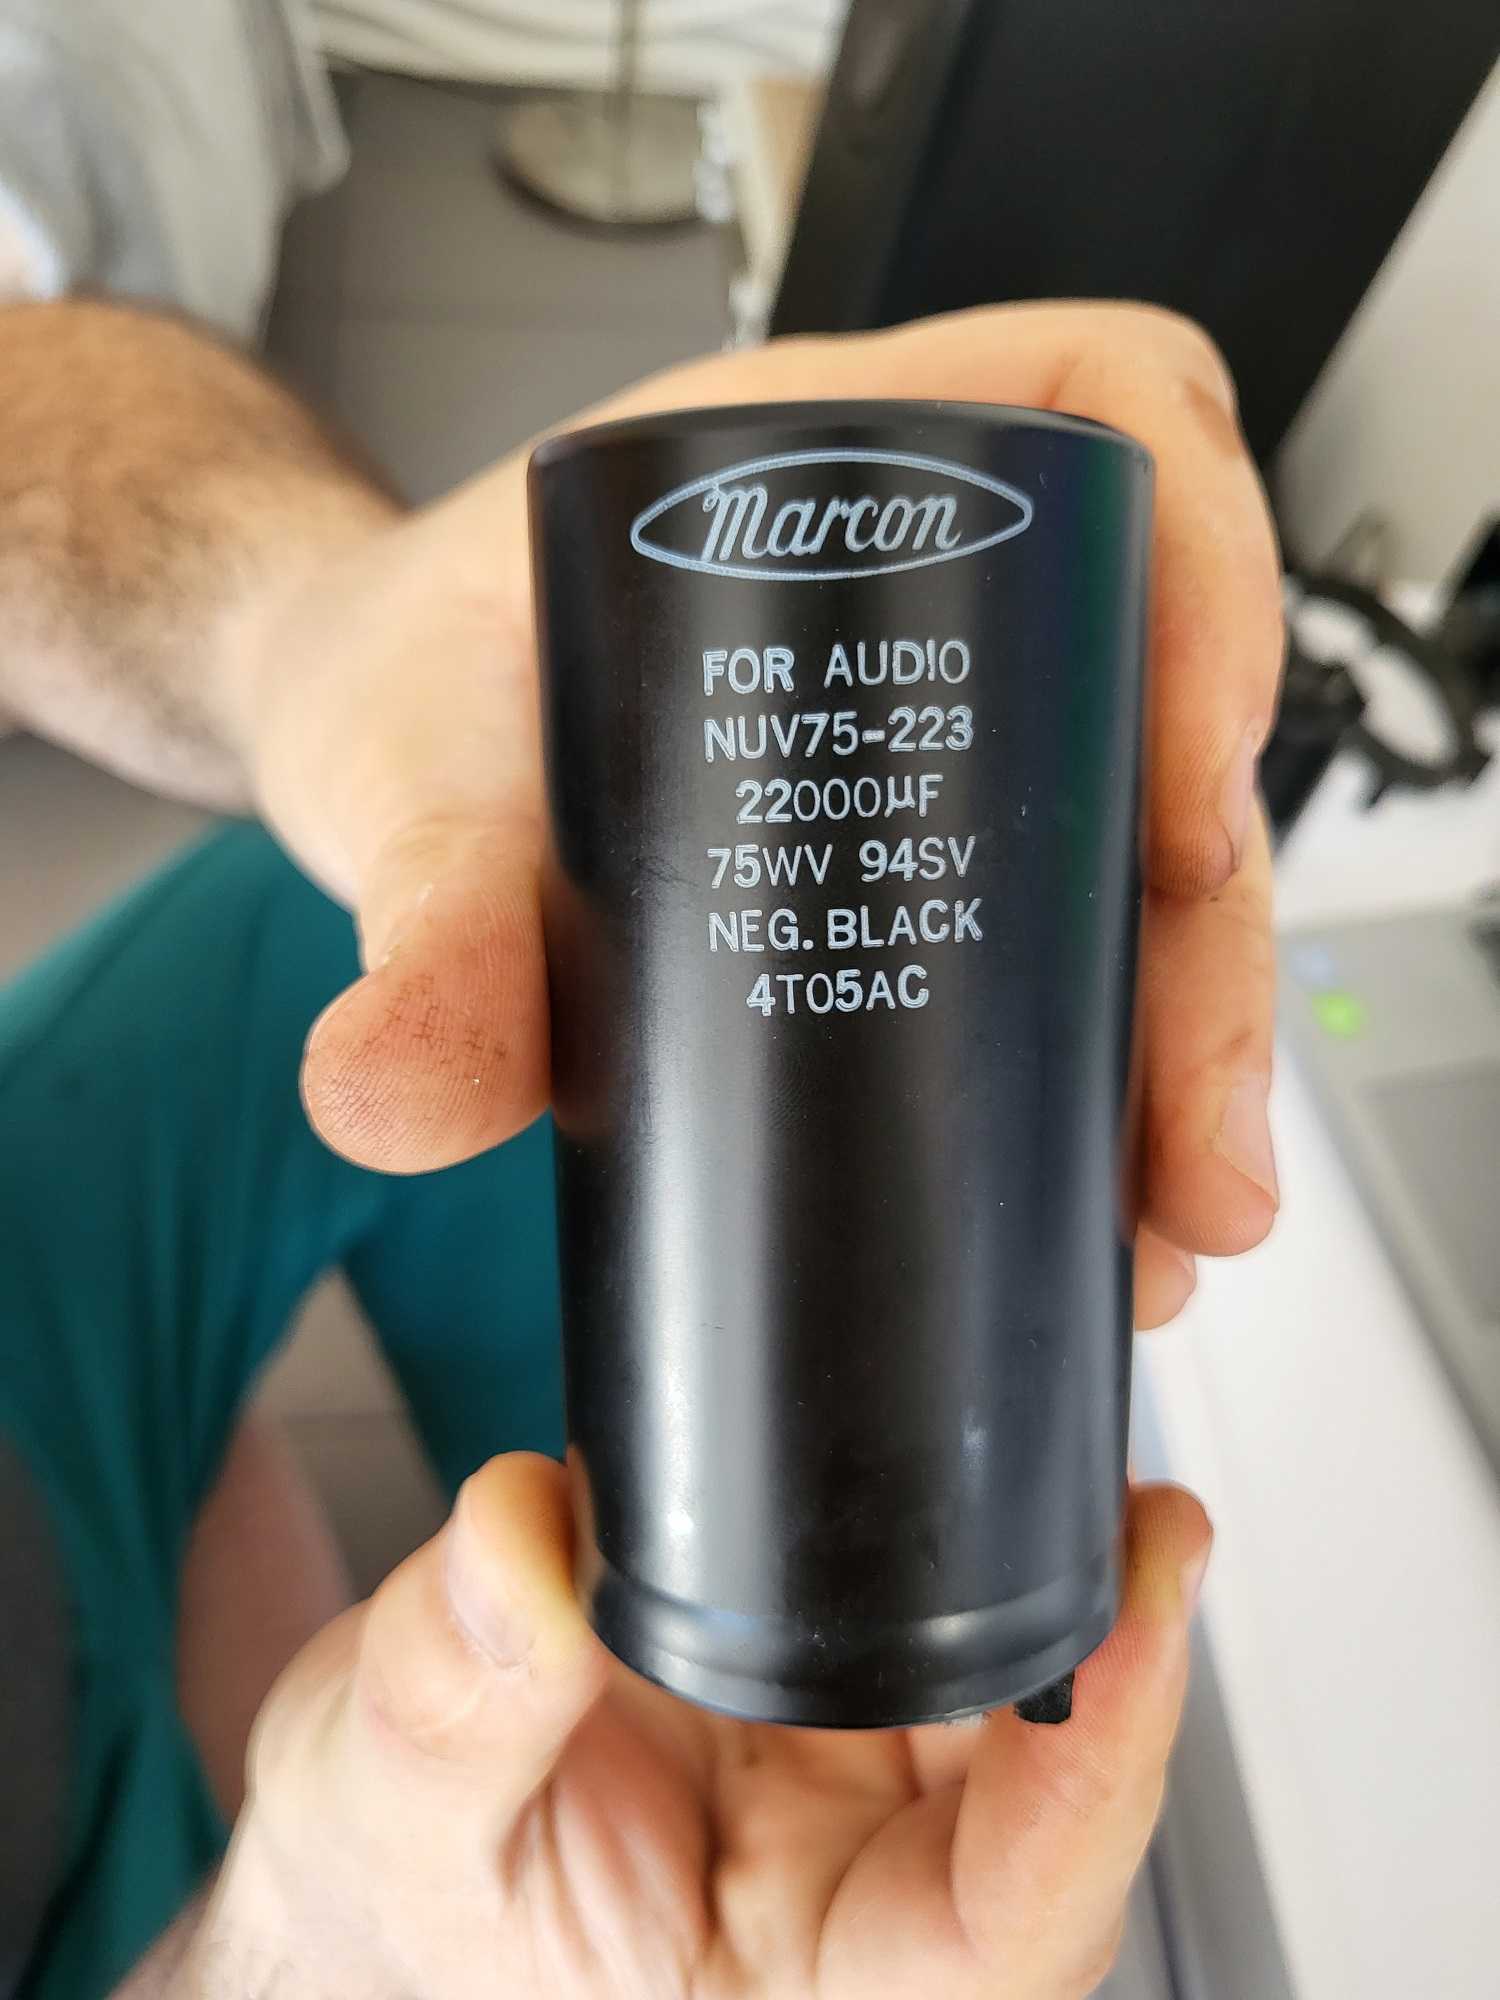 Marcon
FOR AUDIO
NUV75-223
22000µF
75WV 94SV
NEG. BLACK
4T05AC